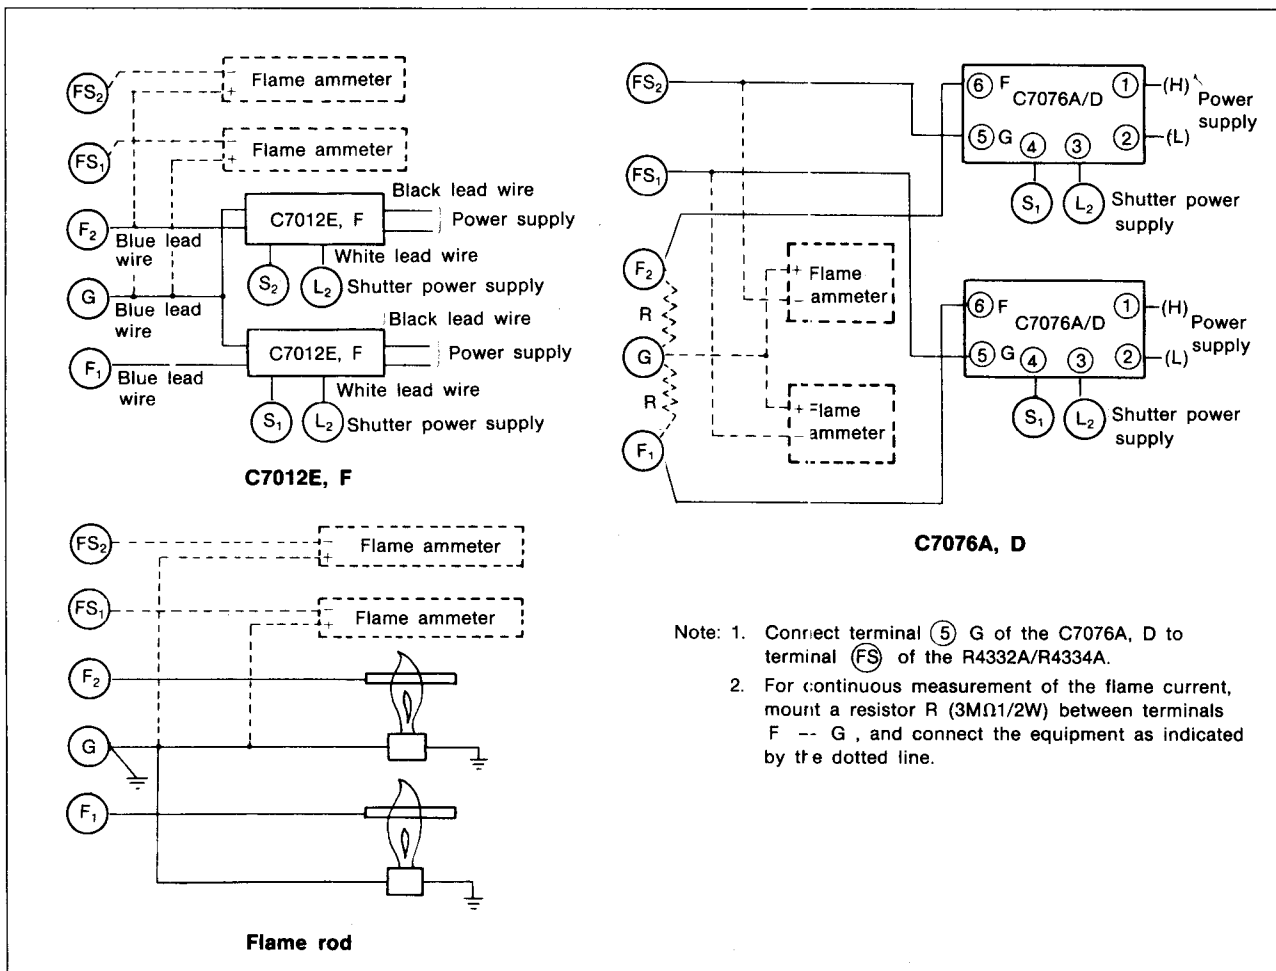 FS2
- Flame ammeter
+
FS1
- Flame ammeter
+
Black lead wire
F2
C7012E, F
Power supply
Blue lead
wire
White lead wire
S2
L2
Shutter power supply
G
Blue lead
wire
Black lead wire
C7012E, F
Power supply
F1
Blue lead
wire
White lead wire
S1
L2
Shutter power supply
C7012E, F
FS2
6 F
C7076A/D
1
(H)
Power
supply
5 G
4
3
2
(L)
S1
L2
Shutter power
supply
FS1
F2
+ Flame
- ammeter
R
G
R
+ Flame
- ammeter
F1
6 F
C7076A/D
1
(H)
Power
supply
5 G
4
3
2
(L)
S1
L2
Shutter power
supply
C7076A, D
FS2
- Flame ammeter
+
FS1
- Flame ammeter
+
F2
G
F1
Flame rod
Note: 1. Connect terminal 5 G of the C7076A, D to
terminal FS of the R4332A/R4334A.
2. For continuous measurement of the flame current,
mount a resistor R (3MΩ1/2W) between terminals
F -- G , and connect the equipment as indicated
by the dotted line.